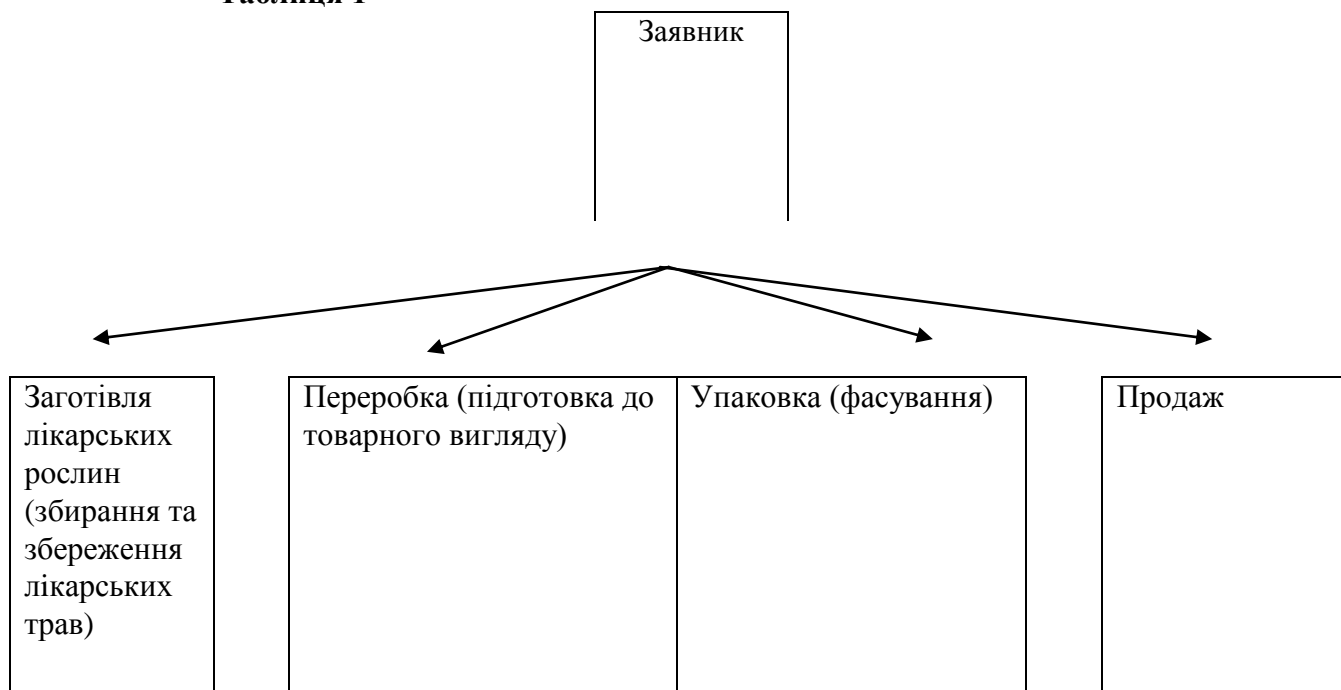 Таблиця 1
Заявник
Заготівля
лікарських
рослин
(збирання та
збереження
лікарських
трав)
Переробка (підготовка до
товарного вигляду)
Упаковка (фасування)
Продаж